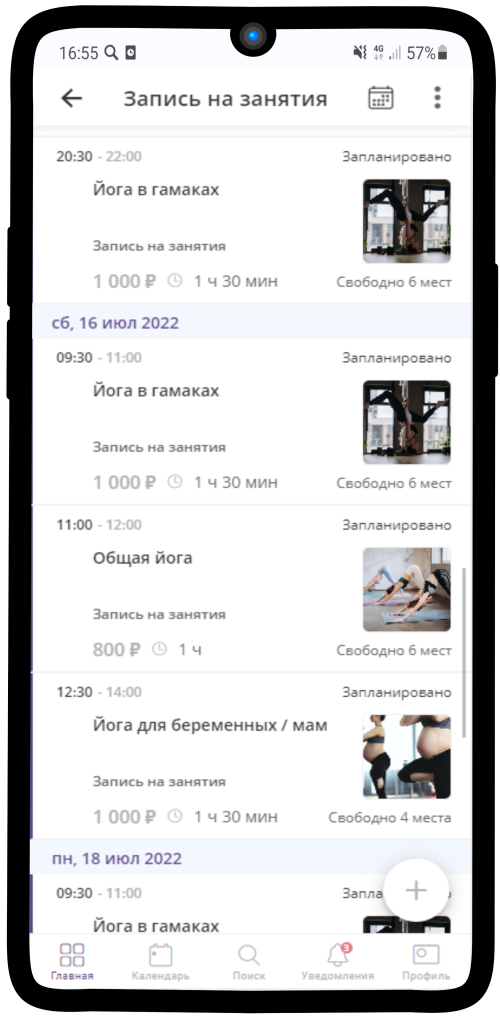 16:55 4G 57%
Запись на занятия
20:30 - 22:00 Запланировано
Йога в гамаках
Запись на занятия
1 000 ₽ 1 ч 30 мин Свободно 6 мест
сб, 16 июл 2022
09:30 - 11:00 Запланировано
Йога в гамаках
Запись на занятия
1 000 ₽ 1 ч 30 мин Свободно 6 мест
11:00 - 12:00 Запланировано
Общая йога
Запись на занятия
800 ₽ 1 ч Свободно 6 мест
12:30 - 14:00 Запланировано
Йога для беременных / мам
Запись на занятия
1 000 ₽ 1 ч 30 мин Свободно 4 места
пн, 18 июл 2022
09:30 - 11:00 Запла
Йога в гамаках
3
Главная Календарь Поиск Уведомления Профиль